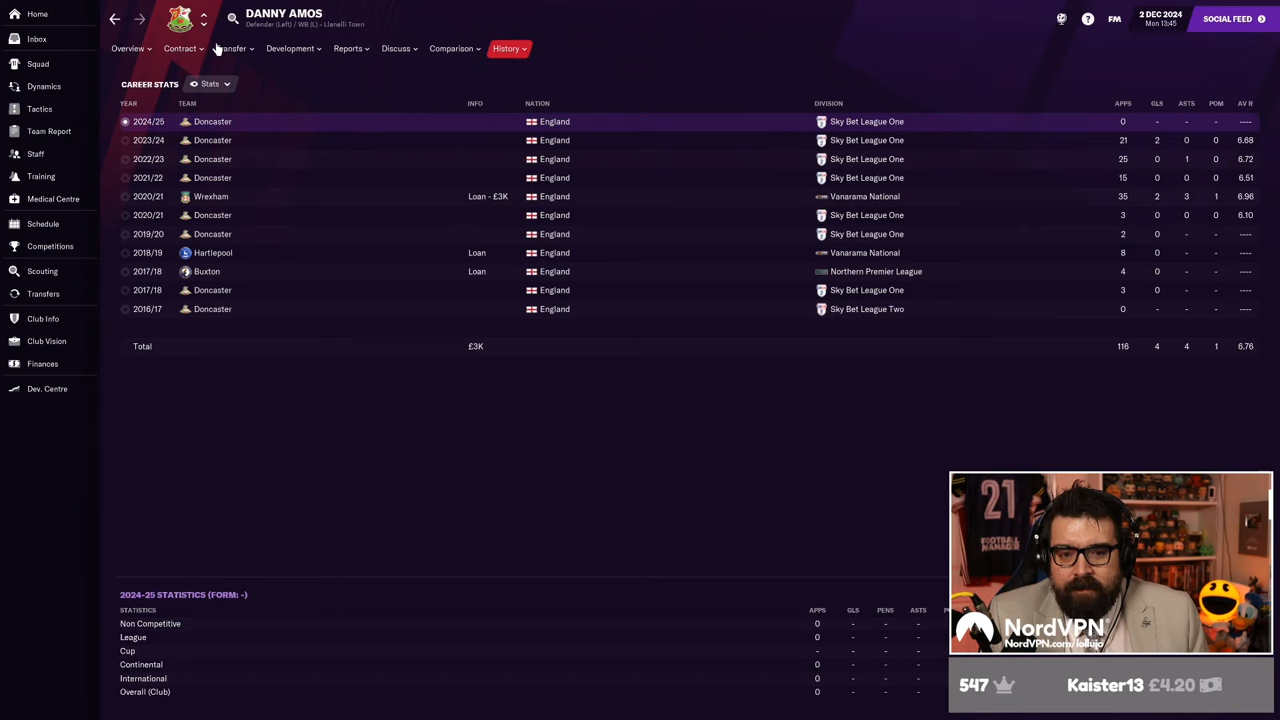 Home
Inbox
Squad
Dynamics
Tactics
Team Report
Staff
Training
Medical Centre
Schedule
Competitions
Scouting
Transfers
Club Info
Club Vision
Finances
Dev. Centre
DANNY AMOS
Defender (Left) / WB (L) - Llanelli Town
FM
2 DEC 2024
Mon 13:45
SOCIAL FEED
Overview Contract Transfer Development Reports Discuss Comparison History
CAREER STATS Stats
YEAR TEAM INFO NATION DIVISION APPS GLS ASTS POM AV R
2024/25 Doncaster England Sky Bet League One 0 - - - ----
2023/24 Doncaster England Sky Bet League One 21 2 0 0 6.68
2022/23 Doncaster England Sky Bet League One 25 0 1 0 6.72
2021/22 Doncaster England Sky Bet League One 15 0 0 0 6.51
2020/21 Wrexham Loan - £3K England Vanarama National 35 2 3 1 6.96
2020/21 Doncaster England Sky Bet League One 3 0 0 0 6.10
2019/20 Doncaster England Sky Bet League One 2 0 - - ----
2018/19 Hartlepool Loan England Vanarama National 8 0 - - ----
2017/18 Buxton Loan England Northern Premier League 4 0 - - ----
2017/18 Doncaster England Sky Bet League One 3 0 - - ----
2016/17 Doncaster England Sky Bet League Two 0 - - - ----
Total £3K 116 4 4 1 6.76
2024-25 STATISTICS (FORM: -)
STATISTICS APPS GLS PENS ASTS
Non Competitive 0 - - -
League 0 - - -
Cup - - - -
Continental 0 - - -
International 0 - - -
Overall (Club) 0 - - -
21
FOOTBALL
MANAGER
NordVPN®
NordVPN.com/lollujo
547 Kaister13 £4.20